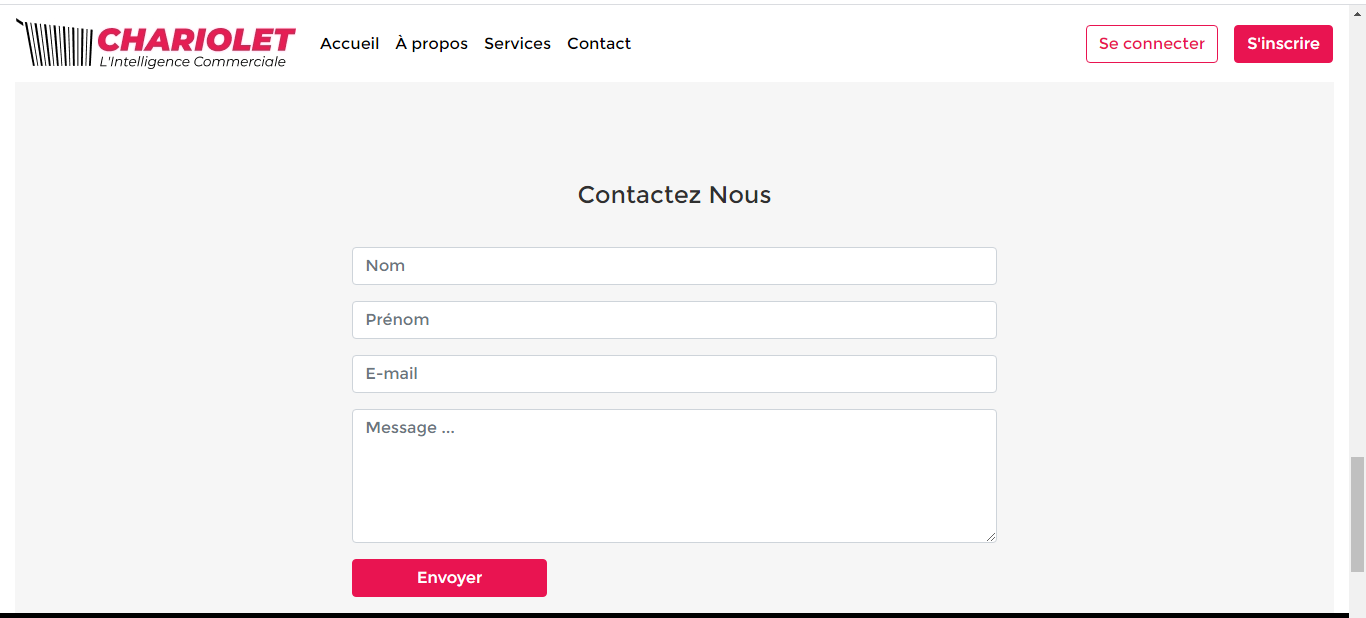 CHARIOLET
L'Intelligence Commerciale
Accueil À propos Services Contact
Se connecter S'inscrire
Contactez Nous
Nom
Prénom
E-mail
Message ...
Envoyer